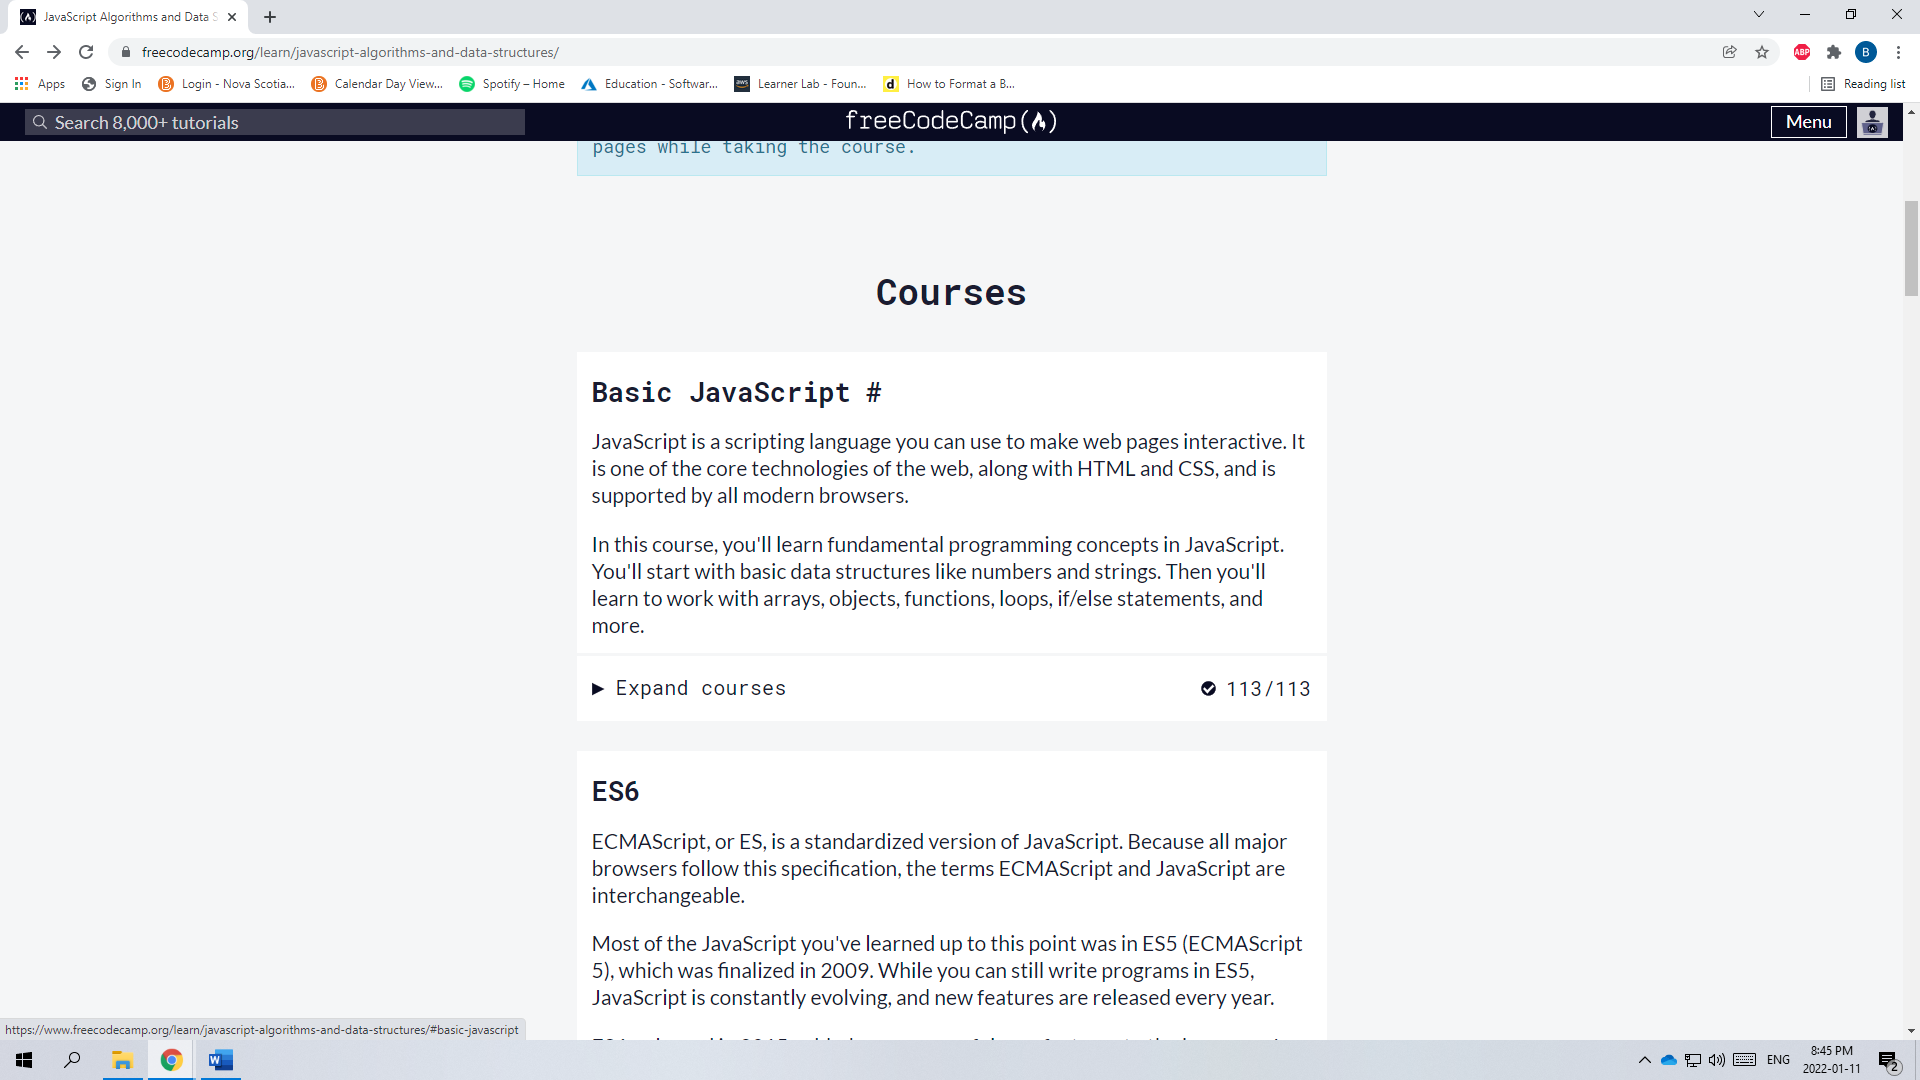 JavaScript Algorithms and Data S
freecodecamp.org/learn/javascript-algorithms-and-data-structures/
ABP
B
Apps
Sign In
Login - Nova Scotia...
Calendar Day View...
Spotify – Home
Education - Softwar...
aws
Learner Lab - Foun...
d
How to Format a B...
Reading list
Search 8,000+ tutorials
freeCodeCamp
Menu
pages while taking the course.
Courses
Basic JavaScript #
JavaScript is a scripting language you can use to make web pages interactive. It
is one of the core technologies of the web, along with HTML and CSS, and is
supported by all modern browsers.
In this course, you'll learn fundamental programming concepts in JavaScript.
You'll start with basic data structures like numbers and strings. Then you'll
learn to work with arrays, objects, functions, loops, if/else statements, and
more.
Expand courses
113/113
ES6
ECMAScript, or ES, is a standardized version of JavaScript. Because all major
browsers follow this specification, the terms ECMAScript and JavaScript are
interchangeable.
Most of the JavaScript you've learned up to this point was in ES5 (ECMAScript
5), which was finalized in 2009. While you can still write programs in ES5,
JavaScript is constantly evolving, and new features are released every year.
https://www.freecodecamp.org/learn/javascript-algorithms-and-data-structures/#basic-javascript
W
ENG
8:45 PM
2022-01-11
2